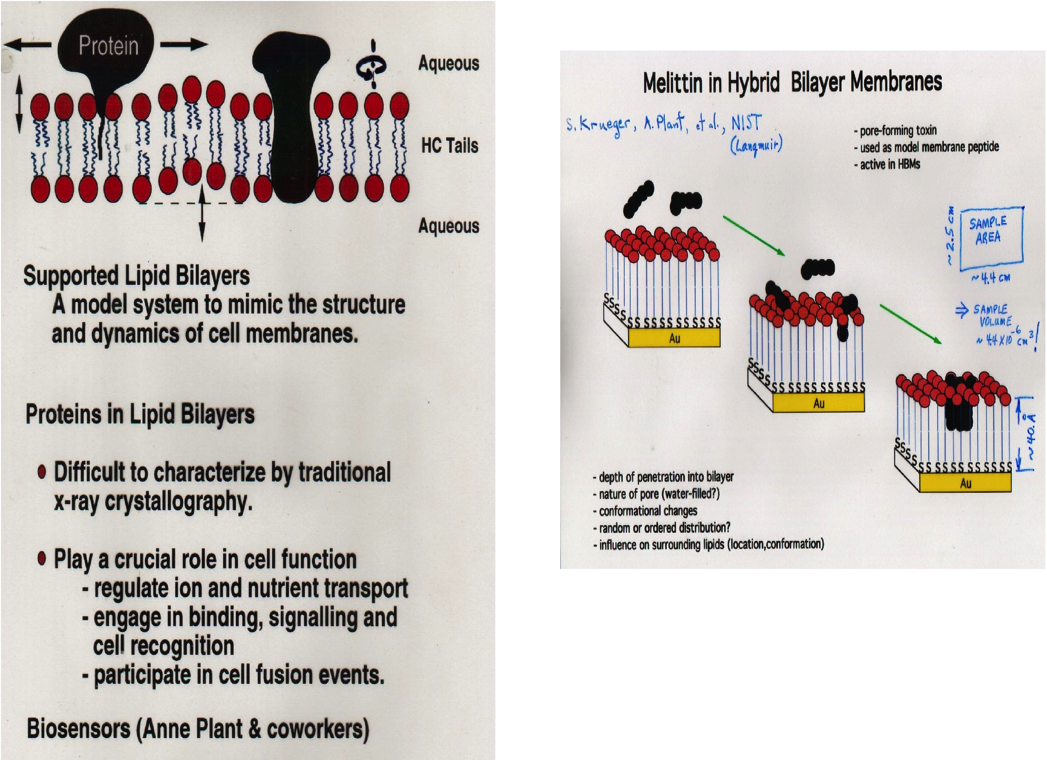 Protein
Aqueous
HC Tails
Aqueous
Supported Lipid Bilayers
A model system to mimic the structure
and dynamics of cell membranes.
Proteins in Lipid Bilayers
• Difficult to characterize by traditional
x-ray crystallography.
• Play a crucial role in cell function
- regulate ion and nutrient transport
- engage in binding, signalling and
cell recognition
- participate in cell fusion events.
Biosensors (Anne Plant & coworkers)
Melittin in Hybrid Bilayer Membranes
S. Krueger, A. Plant, et al., NIST
(Langmuir)
- pore-forming toxin
- used as model membrane peptide
- active in HBMs
~2.5 cm
SAMPLE
AREA
~4.4 cm
⇒ SAMPLE
VOLUME
~ 4.4 X 10⁻⁶ cm³!
SSSSSSSSSSSSSS
Au
SSSSSSSSSSSSSS
Au
SSSSSSSSSSSSSS
Au
~40 Å
- depth of penetration into bilayer
- nature of pore (water-filled?)
- conformational changes
- random or ordered distribution?
- influence on surrounding lipids (location,conformation)